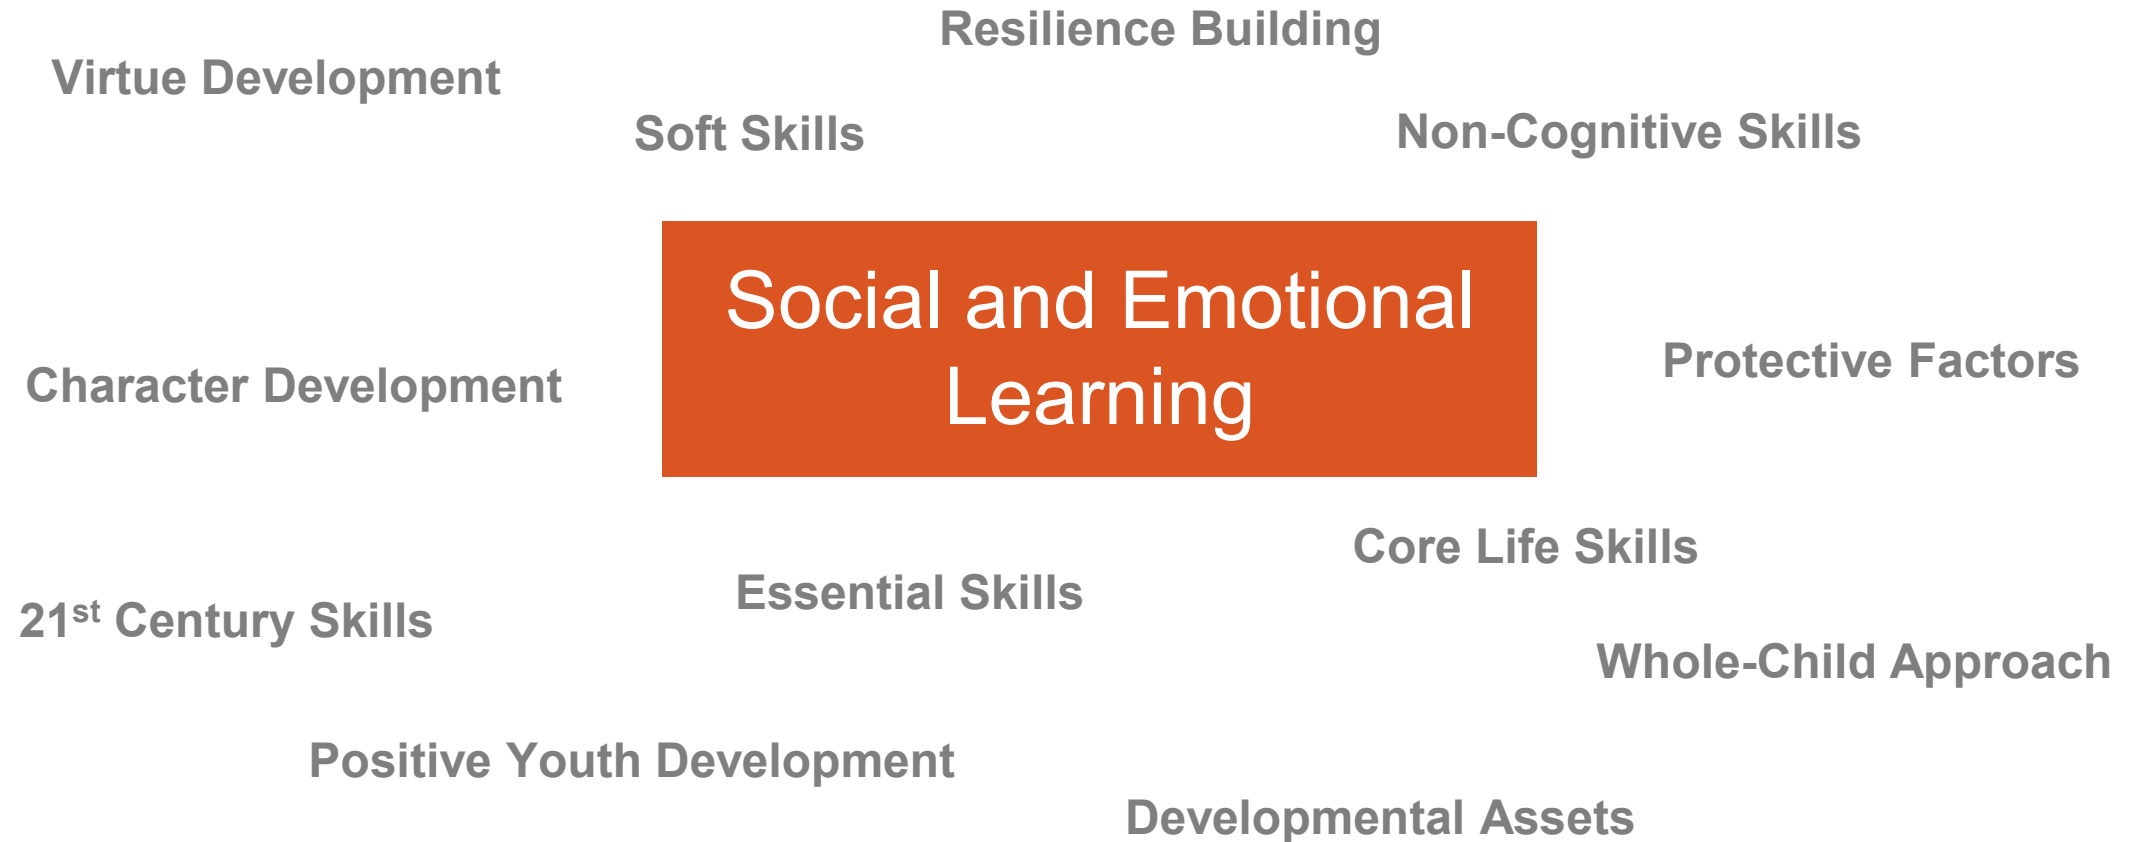 Resilience Building
Virtue Development
Soft Skills
Non-Cognitive Skills
Social and Emotional
Learning
Protective Factors
Character Development
Core Life Skills
Essential Skills
21st Century Skills
Whole-Child Approach
Positive Youth Development
Developmental Assets